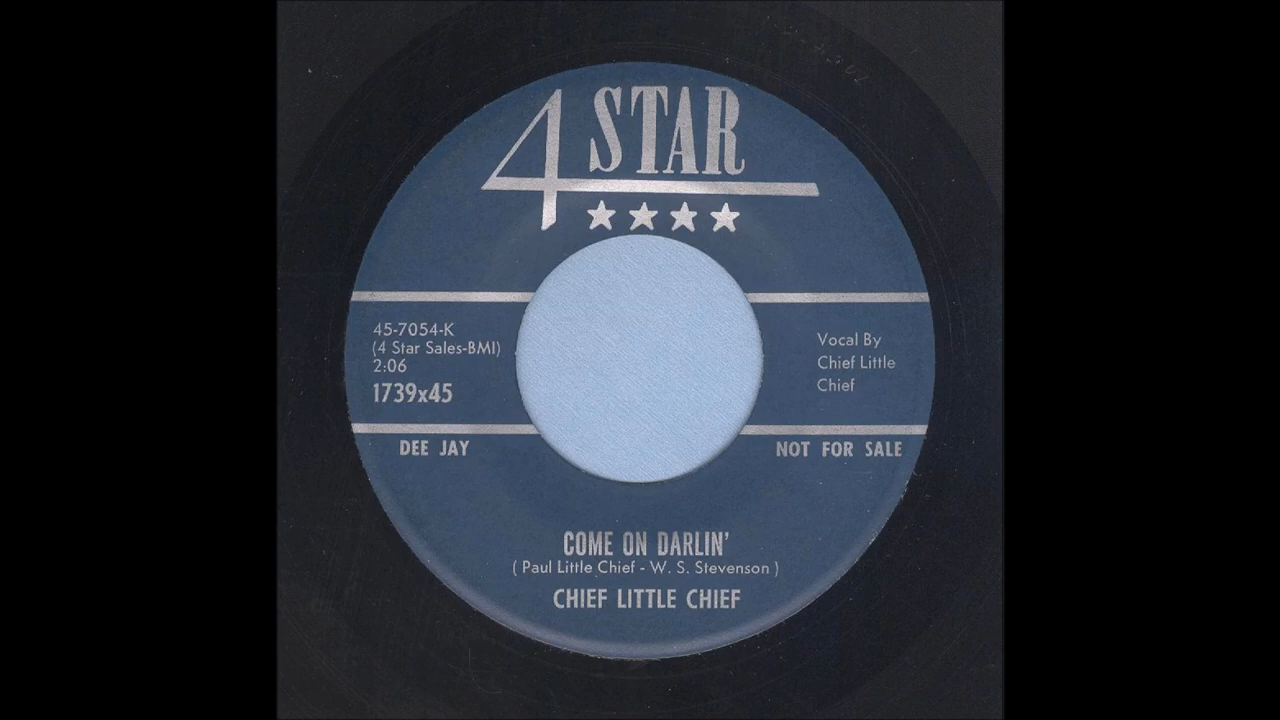 4 STAR
45-7054-K
(4 Star Sales-BMI)
2:06
1739x45
Vocal By
Chief Little
Chief
DEE JAY
NOT FOR SALE
COME ON DARLIN'
( Paul Little Chief - W. S. Stevenson )
CHIEF LITTLE CHIEF